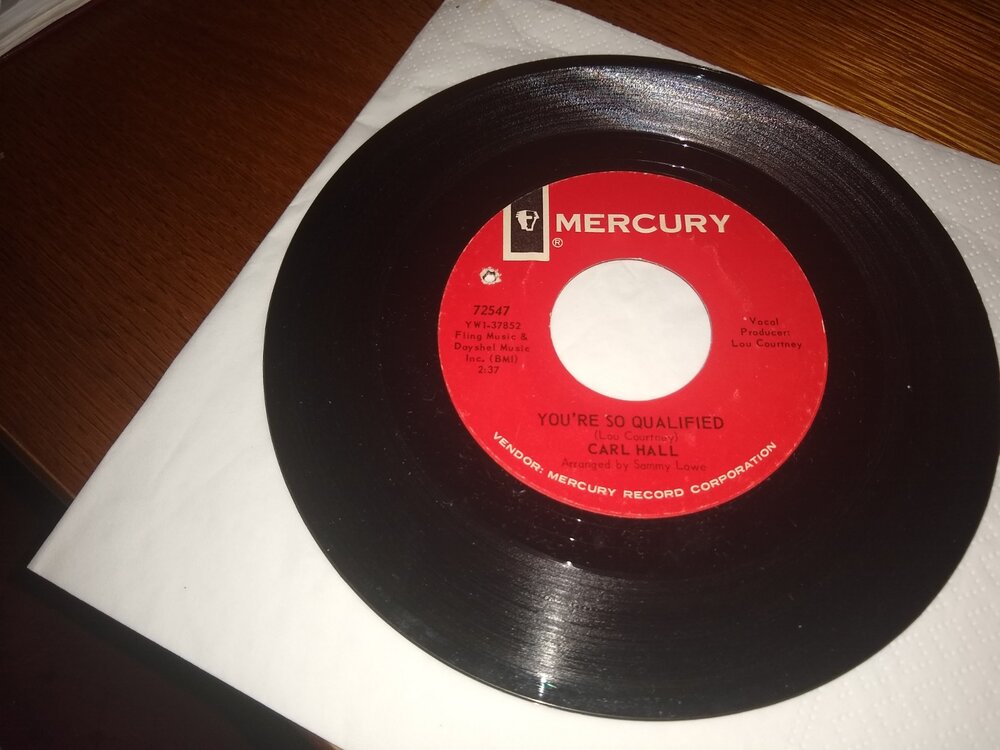 MERCURY
®
72547
YW1-37852
Fling Music &
Dayshel Music
Inc. (BMI)
2:37
Vocal
Producer:
Lou Courtney
YOU'RE SO QUALIFIED
(Lou Courtney)
CARL HALL
Arranged by Sammy Lowe
VENDOR: MERCURY RECORD CORPORATION